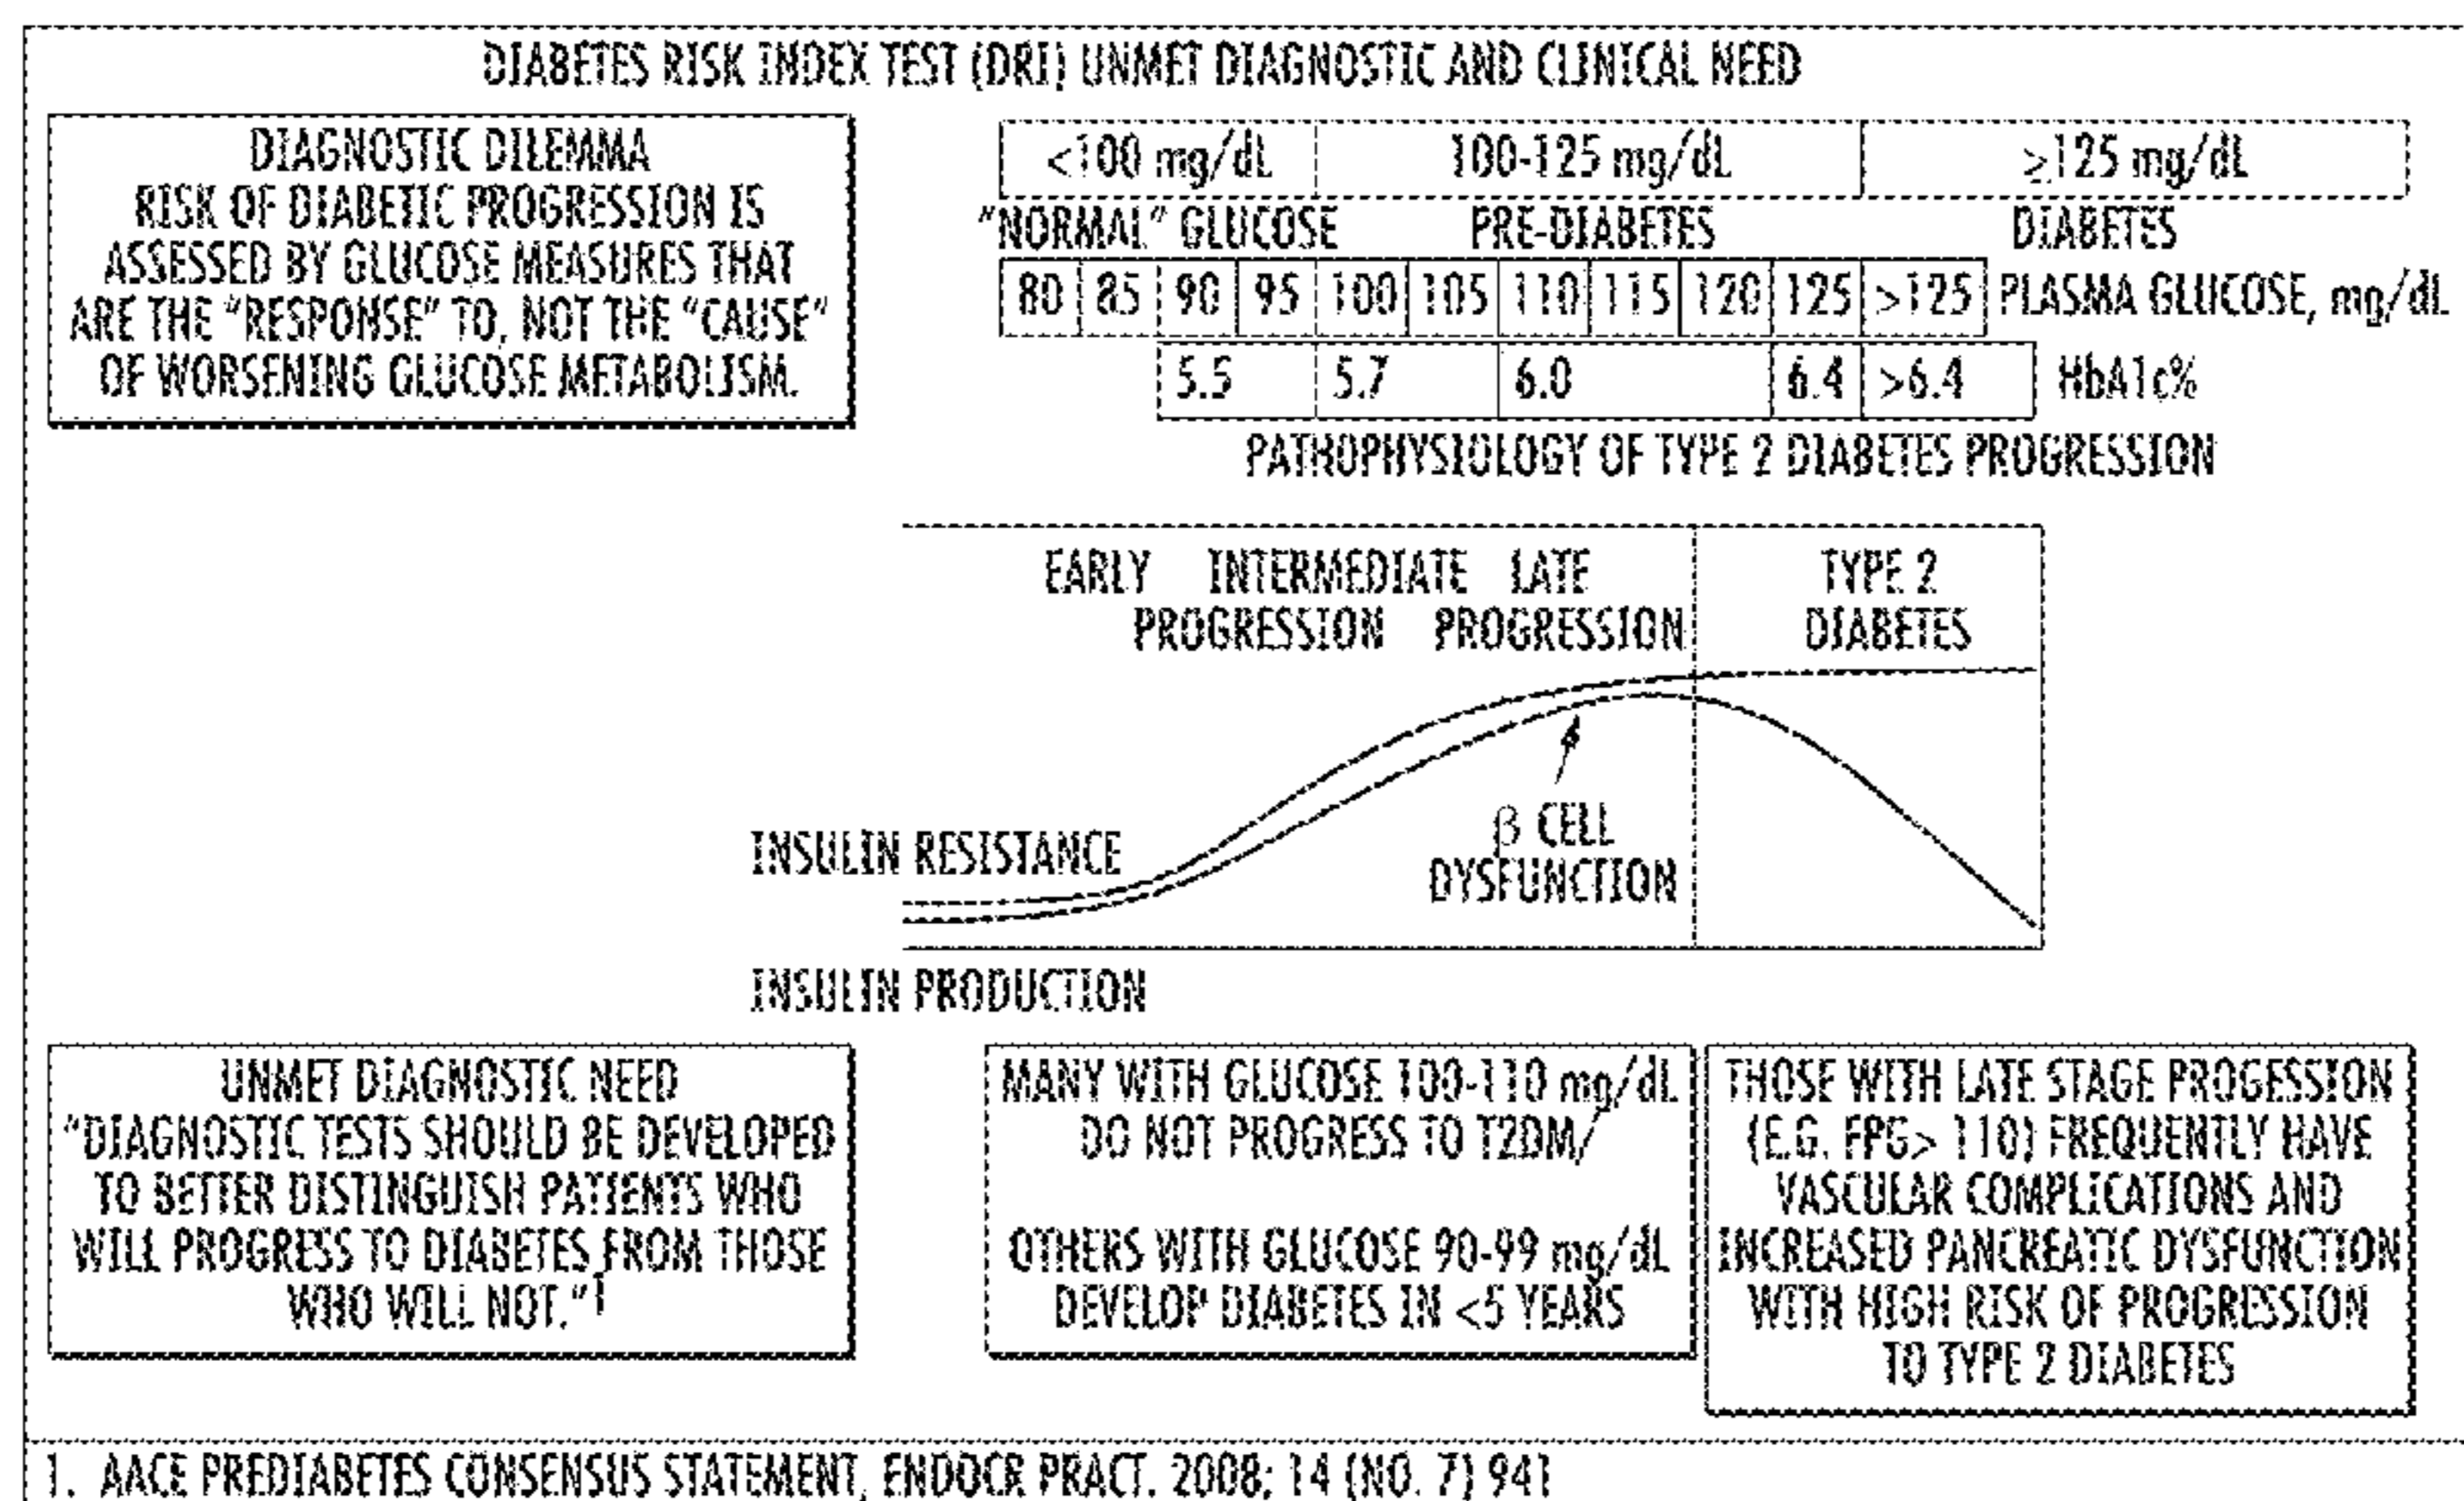 DIABETES RISK INDEX TEST (DRI) UNMET DIAGNOSTIC AND CLINICAL NEED
DIAGNOSTIC DILEMMA
RISK OF DIABETIC PROGRESSION IS
ASSESSED BY GLUCOSE MEASURES THAT
ARE THE "RESPONSE" TO, NOT THE "CAUSE"
OF WORSENING GLUCOSE METABOLISM.
<100 mg/dL 100-125 mg/dL ≥125 mg/dL
"NORMAL" GLUCOSE PRE-DIABETES DIABETES
80 85 90 95 100 105 110 115 120 125 >125 PLASMA GLUCOSE, mg/dL
5.5 5.7 6.0 6.4 >6.4 HbA1c%
PATHOPHYSIOLOGY OF TYPE 2 DIABETES PROGRESSION
EARLY INTERMEDIATE LATE
PROGRESSION PROGRESSION
TYPE 2
DIABETES
INSULIN RESISTANCE
β CELL
DYSFUNCTION
INSULIN PRODUCTION
UNMET DIAGNOSTIC NEED
"DIAGNOSTIC TESTS SHOULD BE DEVELOPED
TO BETTER DISTINGUISH PATIENTS WHO
WILL PROGRESS TO DIABETES FROM THOSE
WHO WILL NOT."1
MANY WITH GLUCOSE 100-110 mg/dL
DO NOT PROGRESS TO T2DM/
OTHERS WITH GLUCOSE 90-99 mg/dL
DEVELOP DIABETES IN <5 YEARS
THOSE WITH LATE STAGE PROGESSION
(E.G. FPG> 110) FREQUENTLY HAVE
VASCULAR COMPLICATIONS AND
INCREASED PANCREATIC DYSFUNCTION
WITH HIGH RISK OF PROGRESSION
TO TYPE 2 DIABETES
1. AACE PREDIABETES CONSENSUS STATEMENT, ENDOCR PRACT. 2008; 14 (NO. 7) 941